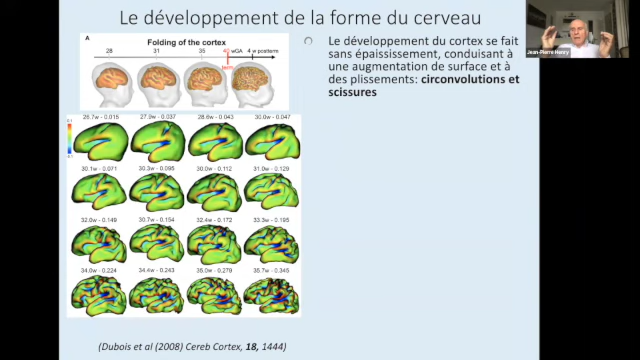 Le développement de la forme du cerveau
A
Folding of the cortex
28 31 35 40 wGA 4 w postterm
term
26.7w - 0.015 27.9w - 0.037 28.6w - 0.043 30.0w - 0.047
30.1w - 0.071 30.3w - 0.095 30.0w - 0.112 31.0w - 0.129
32.0w - 0.149 30.7w - 0.154 32.4w - 0.172 33.3w - 0.195
34.0w - 0.224 34.4w - 0.243 35.0w - 0.279 35.7w - 0.345
(Dubois et al (2008) Cereb Cortex, 18, 1444)
Le développement du cortex se fait
sans épaississement, conduisant à
une augmentation de surface et à
des plissements: circonvolutions et
scissures
Jean-Pierre Henry